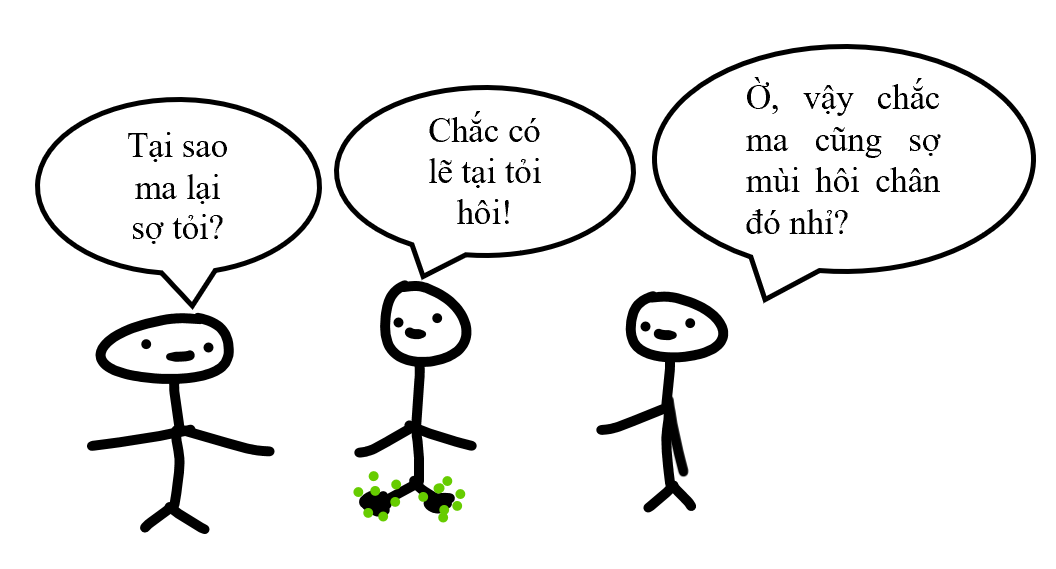 Tại sao
ma lại
sợ tỏi?
Chắc có
lẽ tại tỏi
hôi!
Ờ, vậy chắc
ma cũng sợ
mùi hôi chân
đó nhỉ?